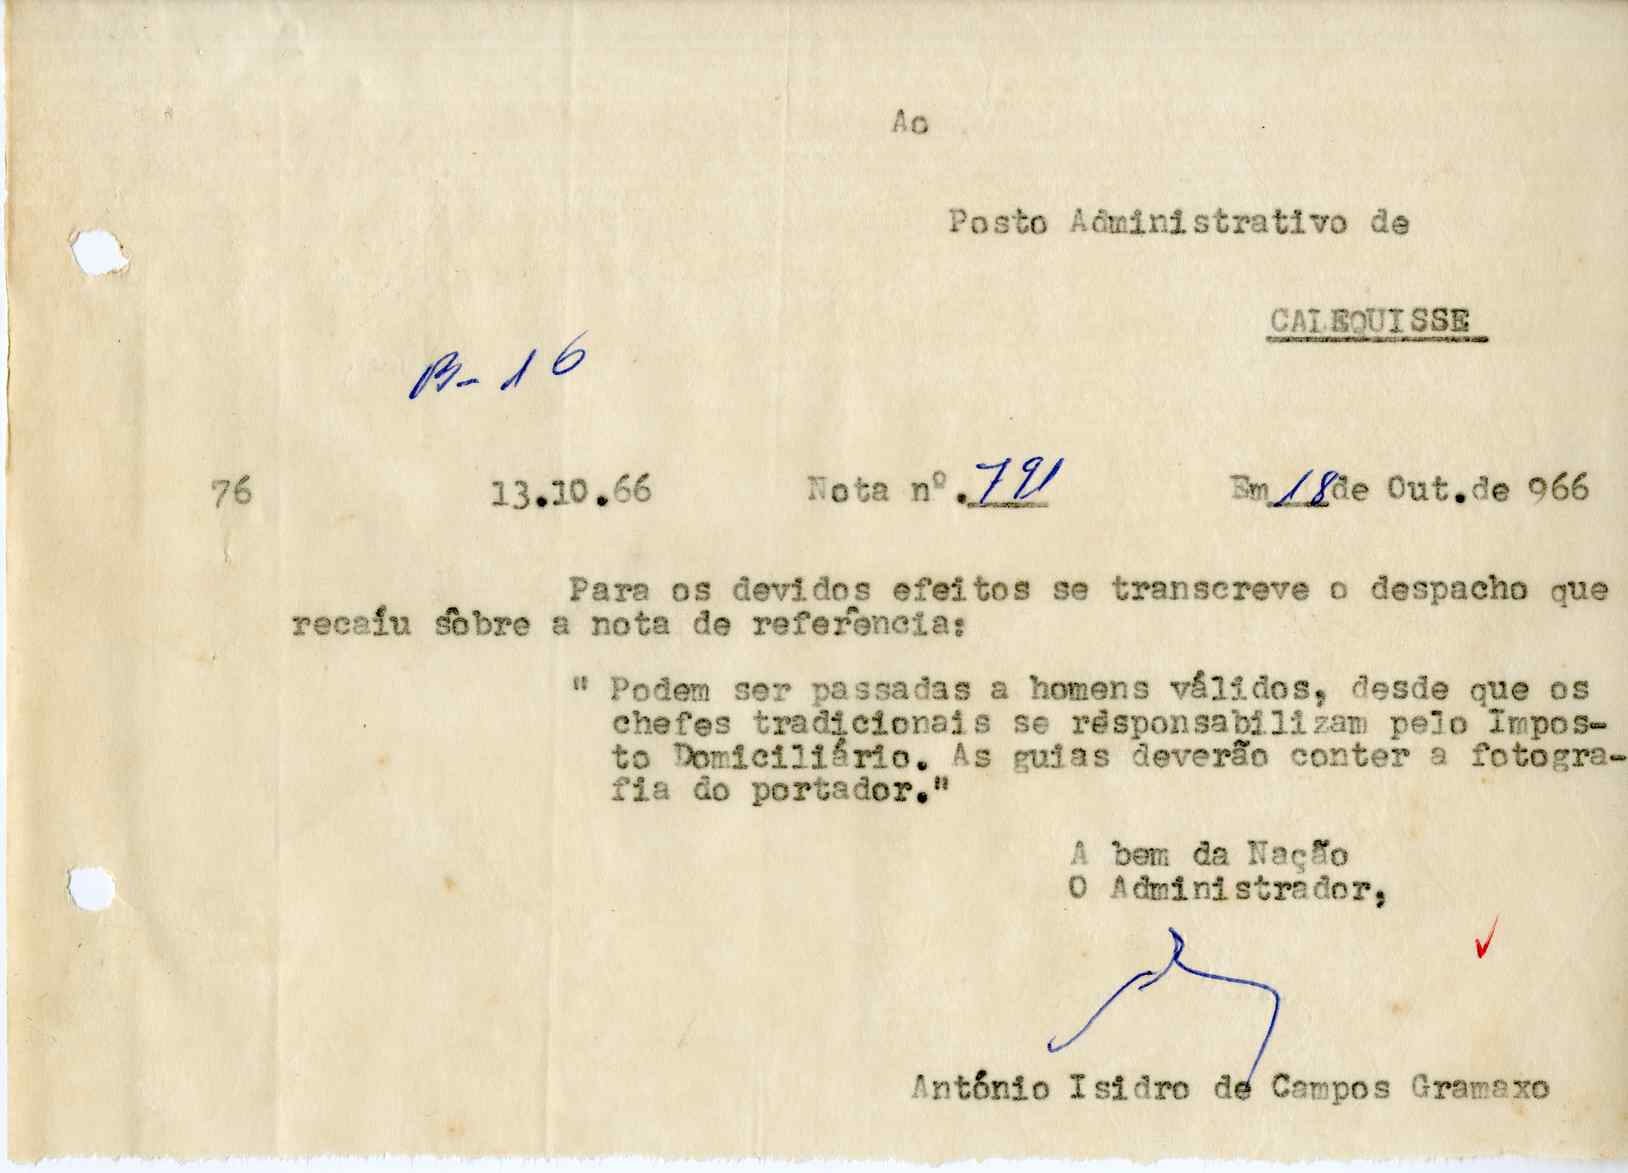 Ao
Posto Administrativo de
CALEQUISSE
B-16
76 13.10.66 Nota nº.791 Em 18 de Out.de 966
Para os devidos efeitos se transcreve o despacho que
recaíu sôbre a nota de referência:
" Podem ser passadas a homens válidos, desde que os
chefes tradicionais se résponsabilizam pelo Impos-
to Domiciliário. As guias deverão conter a fotogra-
fia do portador."
A bem da Nação
O Administrador,
António Isidro de Campos Gramaxo